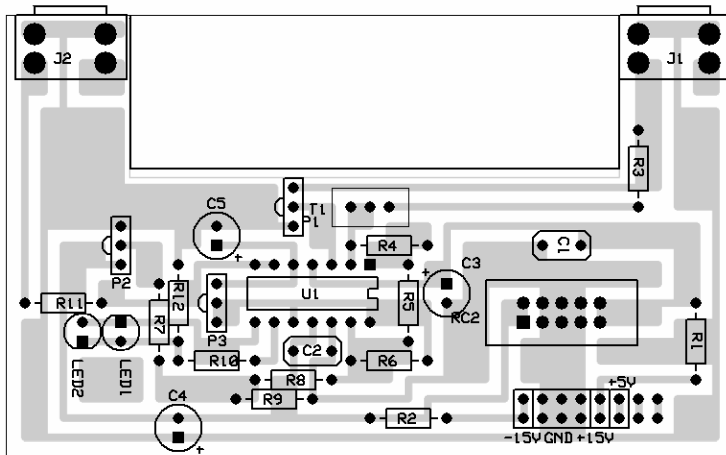 J2
J1
R3
C5
T1
P1
C1
R4
C3
P2
R12
U1
R5
RC2
R11
R7
P3
R1
R10
C2
R6
LED2
LED1
R8
+5V
R9
C4
R2
-15V GND +15V